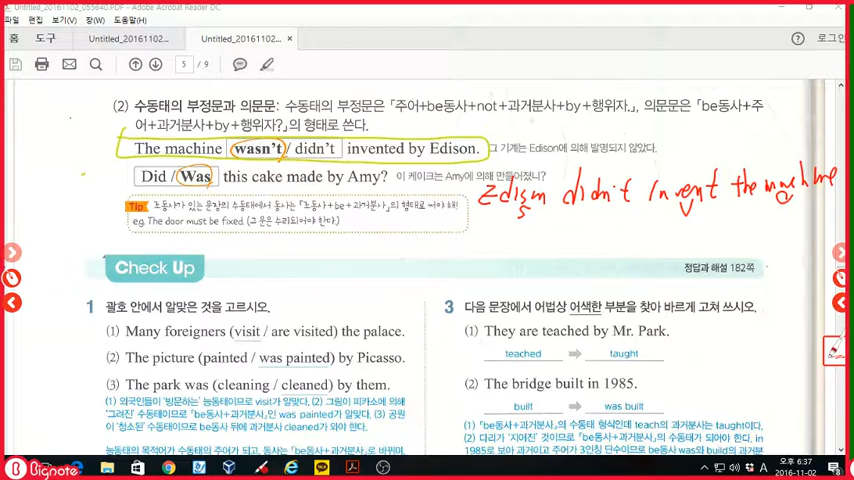 Adobe Acrobat Reader DC
파일 편집 보기(V) 창(W) 도움말(H)
홈 도구 Untitled_20161102... Untitled_20161102... × ? 로그인
5 / 9
(2) 수동태의 부정문과 의문문: 수동태의 부정문은 「주어+be동사+not+과거분사+by+행위자.」, 의문문은 「be동사+주
어+과거분사+by+행위자?」의 형태로 쓴다.
The machine wasn't / didn't invented by Edison. 그 기계는 Edison에 의해 발명되지 않았다.
Did / Was this cake made by Amy? 이 케이크는 Amy에 의해 만들어졌니?
Edison didn't invent the machine
S V O
Tip 조동사가 있는 문장의 수동태에서 동사는 「조동사+be+과거분사」의 형태로 써야 해!
e.g. The door must be fixed. (그 문은 수리되어야 한다.)
Check Up
정답과 해설 182쪽
1 괄호 안에서 알맞은 것을 고르시오.
(1) Many foreigners (visit / are visited) the palace.
(2) The picture (painted / was painted) by Picasso.
(3) The park was (cleaning / cleaned) by them.
(1) 외국인들이 '방문하는' 능동태이므로 visit가 알맞다. (2) 그림이 피카소에 의해
'그려진' 수동태이므로 「be동사+과거분사」인 was painted가 알맞다. (3) 공원
이 '청소된' 수동태이므로 be동사 뒤에 과거분사 cleaned가 와야 한다.
능동태의 목적어가 수동태의 주어가 되고, 동사는 「be동사+과거분사」로 바뀌며,
3 다음 문장에서 어법상 어색한 부분을 찾아 바르게 고쳐 쓰시오.
(1) They are teached by Mr. Park.
teached taught
(2) The bridge built in 1985.
built was built
(1) 「be동사+과거분사」의 수동태 형식인데 teach의 과거분사는 taught이다.
(2) 다리가 '지어진' 것이므로 「be동사+과거분사」의 수동태가 되어야 한다. in
1985로 보아 과거이고 주어가 3인칭 단수이므로 be동사 was와 built의 과거분
Bignote
Bignote
A 오후 6:37
2016-11-02